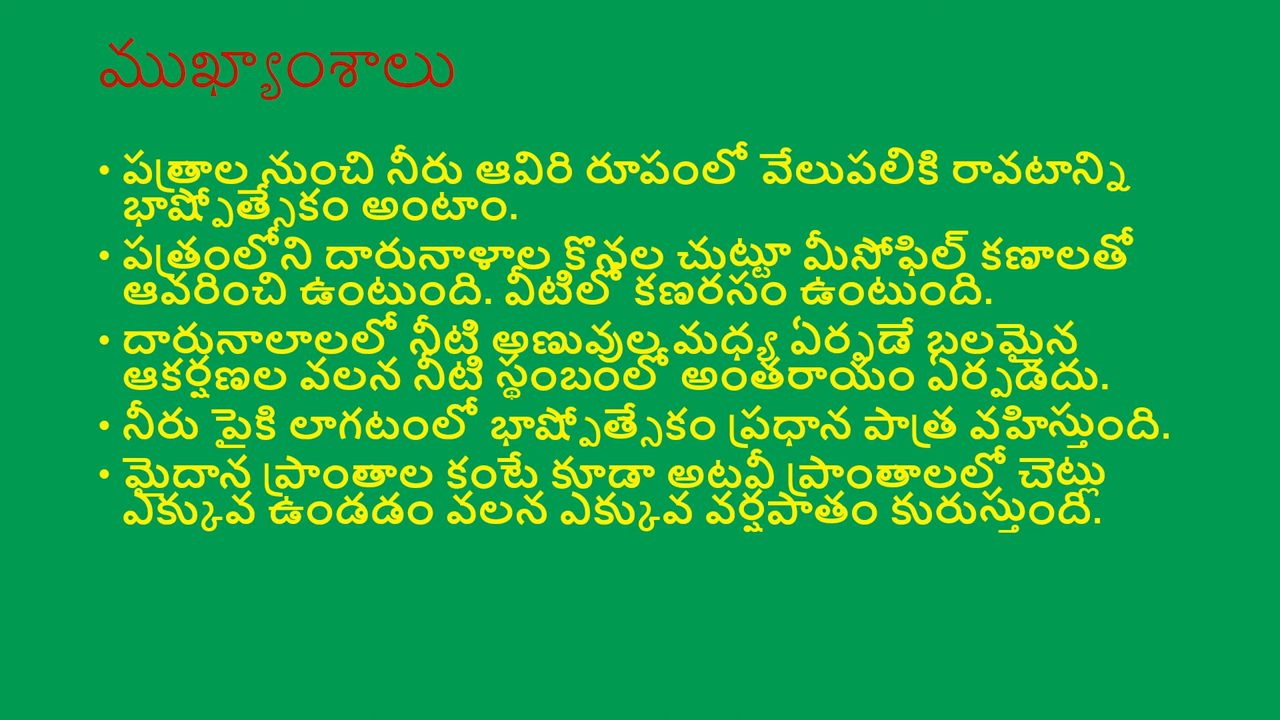 ముఖ్యాంశాలు
• పత్రాల నుంచి నీరు ఆవిరి రూపంలో వేలుపలికి రావటాన్ని
భాష్పోత్సేకం అంటాం.
• పత్రంలోని దారునాళాల కొనల చుట్టూ మీసోఫిల్ కణాలతో
ఆవరించి ఉంటుంది. వీటిలో కణరసం ఉంటుంది.
• దారునాలాలలో నీటి అణువుల్ల మధ్య ఏర్పడే బలమైన
ఆకర్షణల వలన నీటి స్థంబంలో అంతరాయం ఏర్పడదు.
• నీరు పైకి లాగటంలో భాష్పోత్సేకం ప్రధాన పాత్ర వహిస్తుంది.
• మైదాన ప్రాంతాల కంటే కూడా అటవీ ప్రాంతాలలో చెట్లు
ఎక్కువ ఉండడం వలన ఎక్కువ వర్షపాతం కురుస్తుంది.